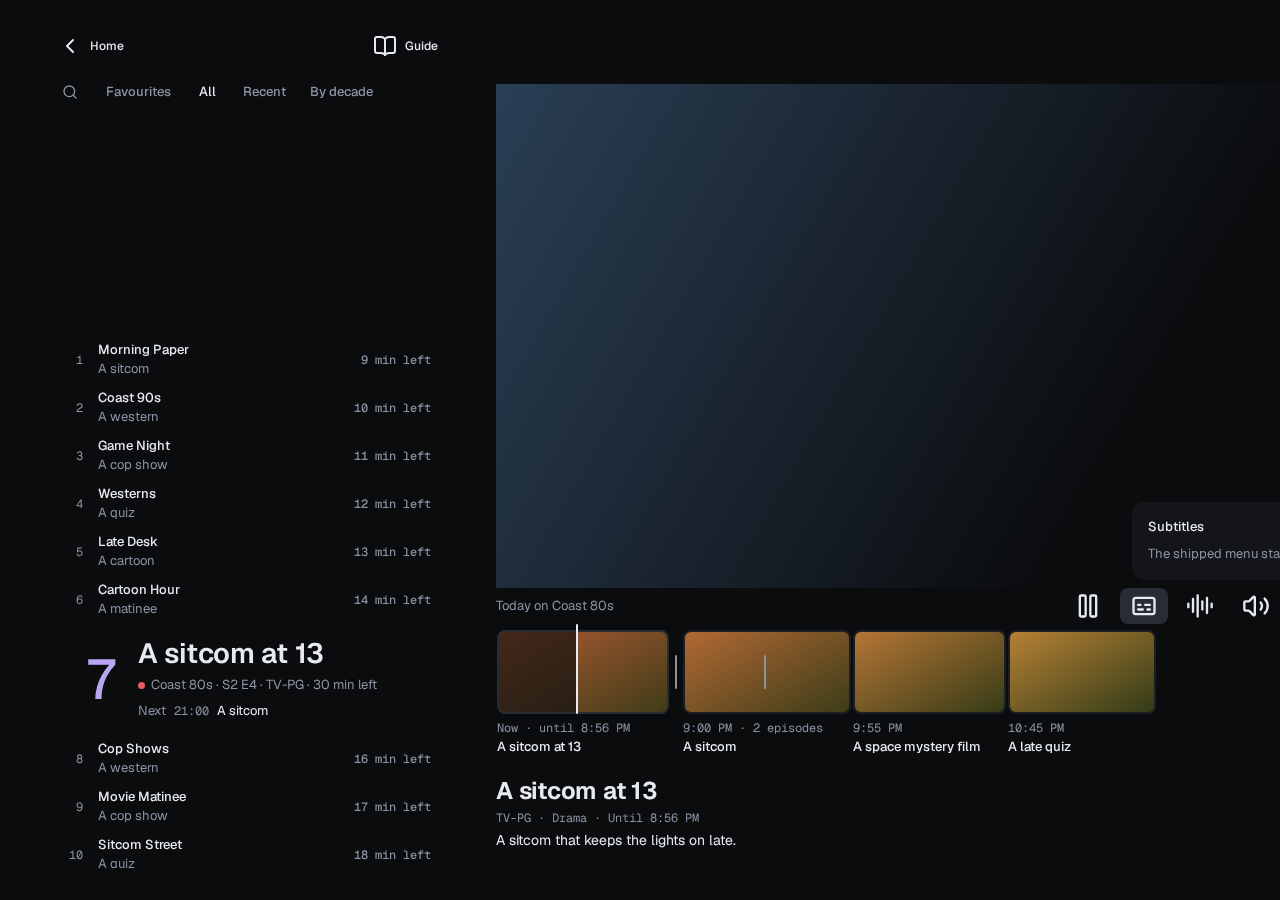 Home
Guide
Favourites
All
Recent
By decade
1
Morning Paper
A sitcom
9 min left
2
Coast 90s
A western
10 min left
3
Game Night
A cop show
11 min left
4
Westerns
A quiz
12 min left
5
Late Desk
A cartoon
13 min left
6
Cartoon Hour
A matinee
14 min left
7
A sitcom at 13
Coast 80s · S2 E4 · TV-PG · 30 min left
Next 21:00 A sitcom
8
Cop Shows
A western
16 min left
9
Movie Matinee
A cop show
17 min left
10
Sitcom Street
A quiz
18 min left
Subtitles
The shipped menu sta
Today on Coast 80s
Now · until 8:56 PM
A sitcom at 13
9:00 PM · 2 episodes
A sitcom
9:55 PM
A space mystery film
10:45 PM
A late quiz
A sitcom at 13
TV-PG · Drama · Until 8:56 PM
A sitcom that keeps the lights on late.